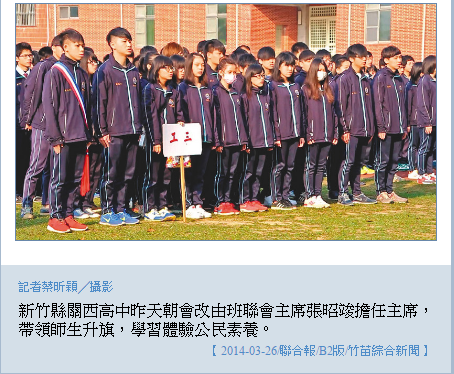 工三
記者蔡昕穎╱攝影
新竹縣關西高中昨天朝會改由班聯會主席張昭竣擔任主席，
帶領師生升旗，學習體驗公民素養。
【 2014-03-26/聯合報/B2版/竹苗綜合新聞 】